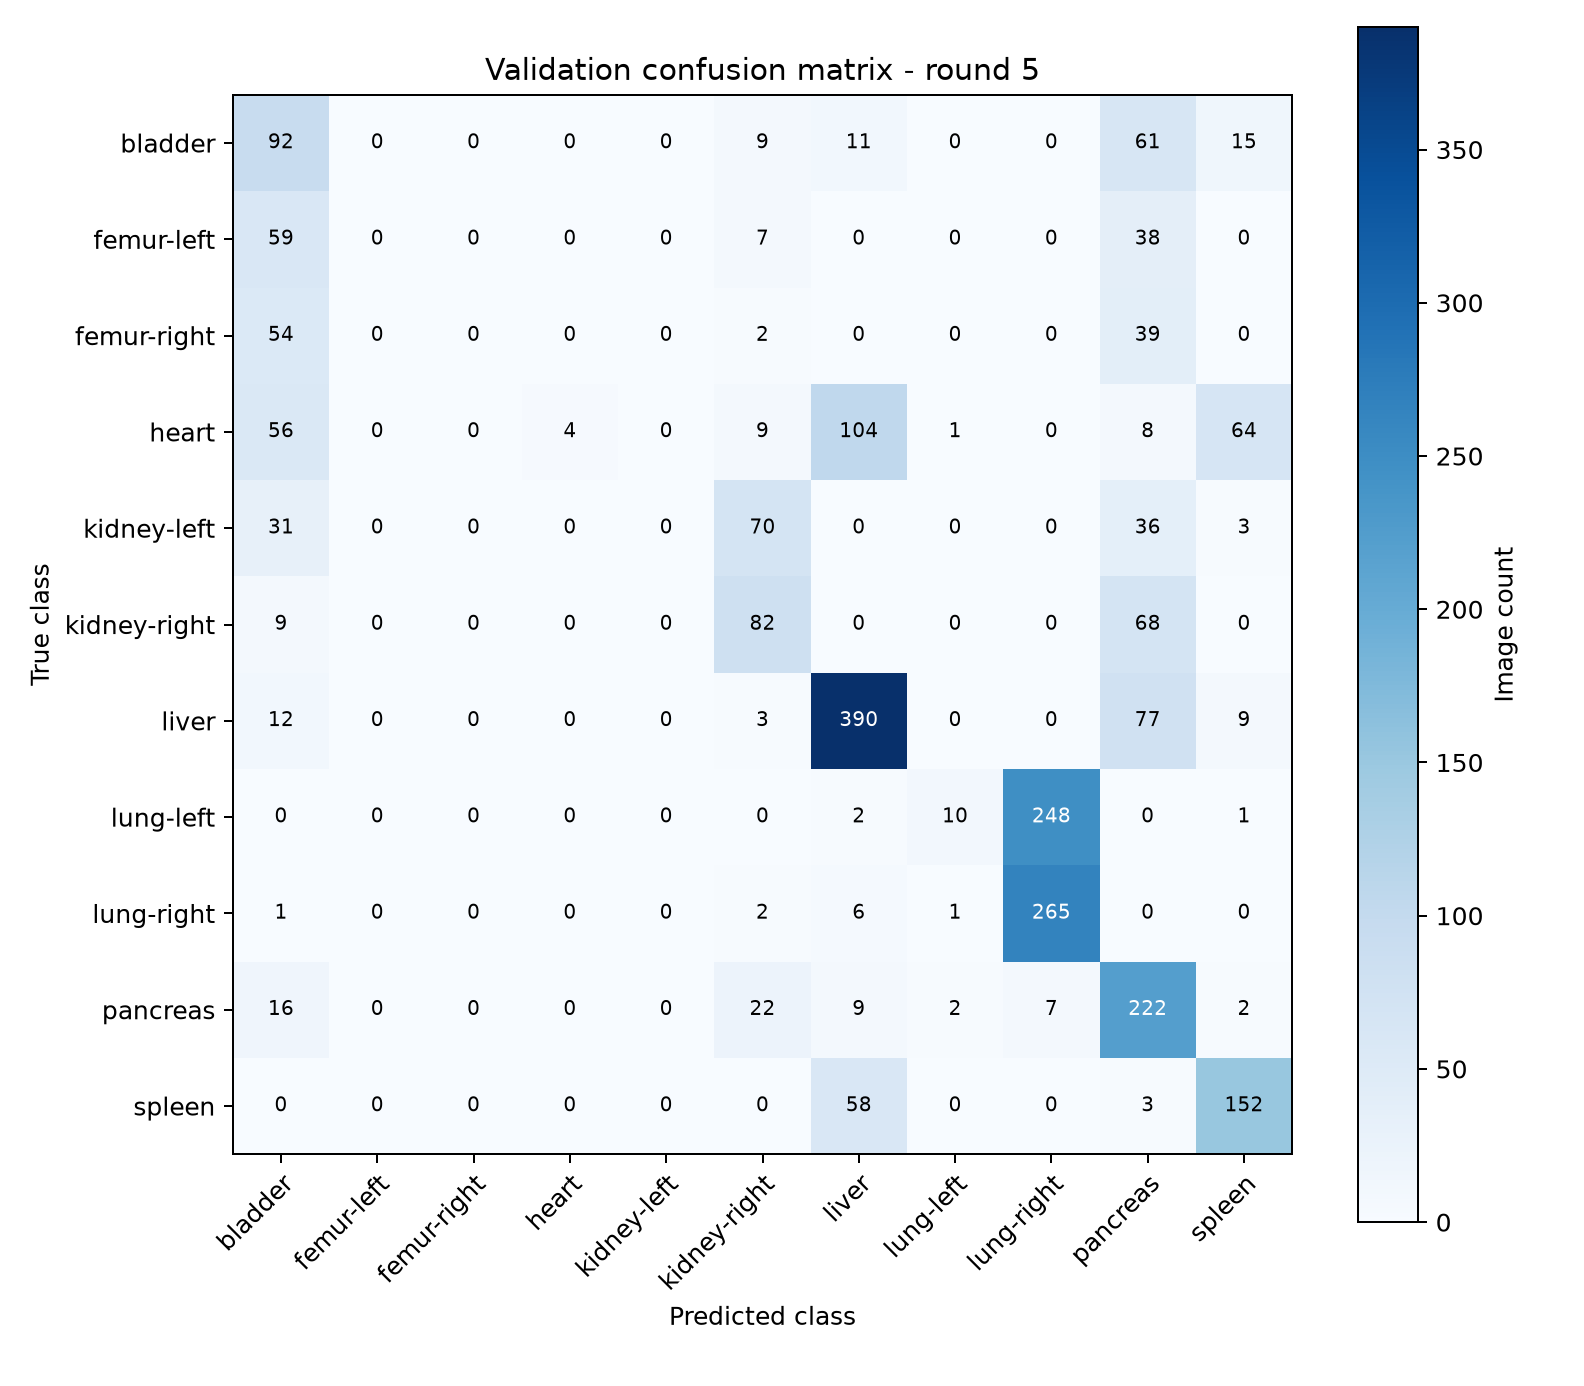 Validation confusion matrix - round 5
bladder 92 0 0 0 0 9 11 0 0 61 15
femur-left 59 0 0 0 0 7 0 0 0 38 0
femur-right 54 0 0 0 0 2 0 0 0 39 0
heart 56 0 0 4 0 9 104 1 0 8 64
kidney-left 31 0 0 0 0 70 0 0 0 36 3
kidney-right 9 0 0 0 0 82 0 0 0 68 0
liver 12 0 0 0 0 3 390 0 0 77 9
lung-left 0 0 0 0 0 0 2 10 248 0 1
lung-right 1 0 0 0 0 2 6 1 265 0 0
pancreas 16 0 0 0 0 22 9 2 7 222 2
spleen 0 0 0 0 0 0 58 0 0 3 152
bladder femur-left femur-right heart kidney-left kidney-right liver lung-left lung-right pancreas spleen
Predicted class
True class
350
300
250
200
150
100
50
0
Image count